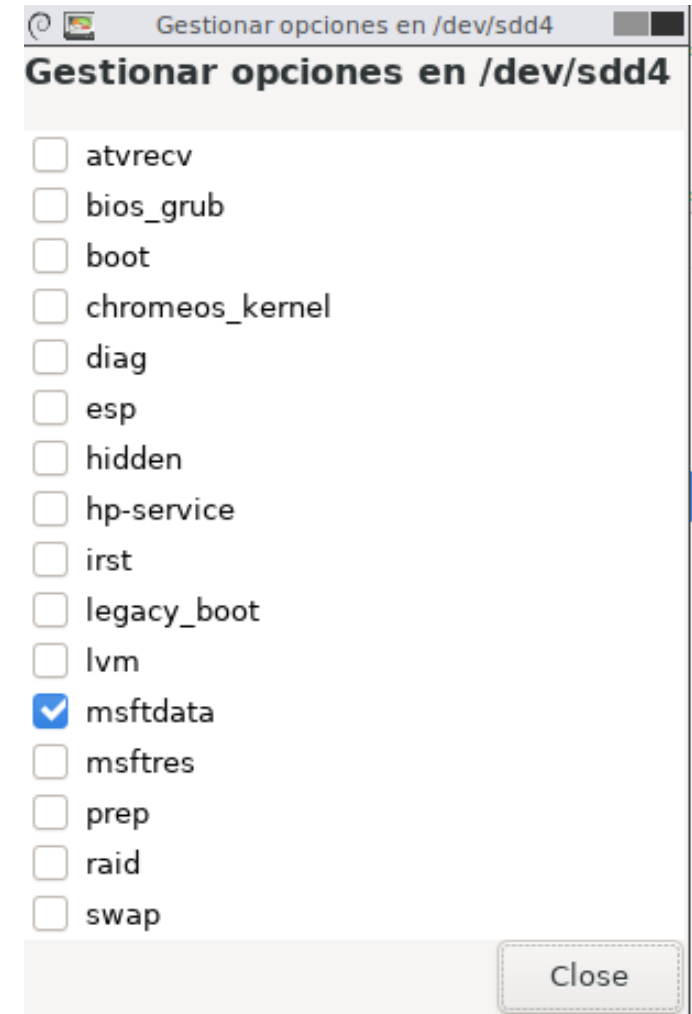 Gestionar opciones en /dev/sdd4
Gestionar opciones en /dev/sdd4
atvrecv
bios_grub
boot
chromeos_kernel
diag
esp
hidden
hp-service
irst
legacy_boot
lvm
msftdata
msftres
prep
raid
swap
Close